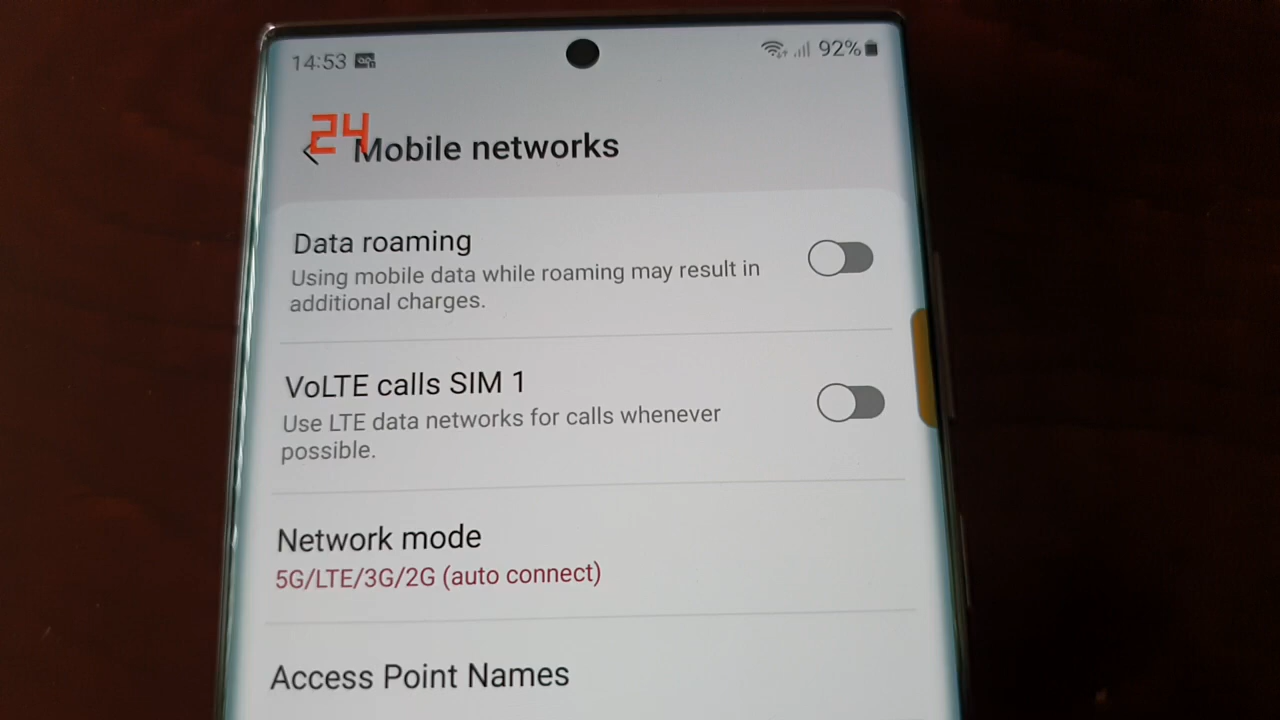 14:53
92%
24
Mobile networks
Data roaming
Using mobile data while roaming may result in
additional charges.
VoLTE calls SIM 1
Use LTE data networks for calls whenever
possible.
Network mode
5G/LTE/3G/2G (auto connect)
Access Point Names